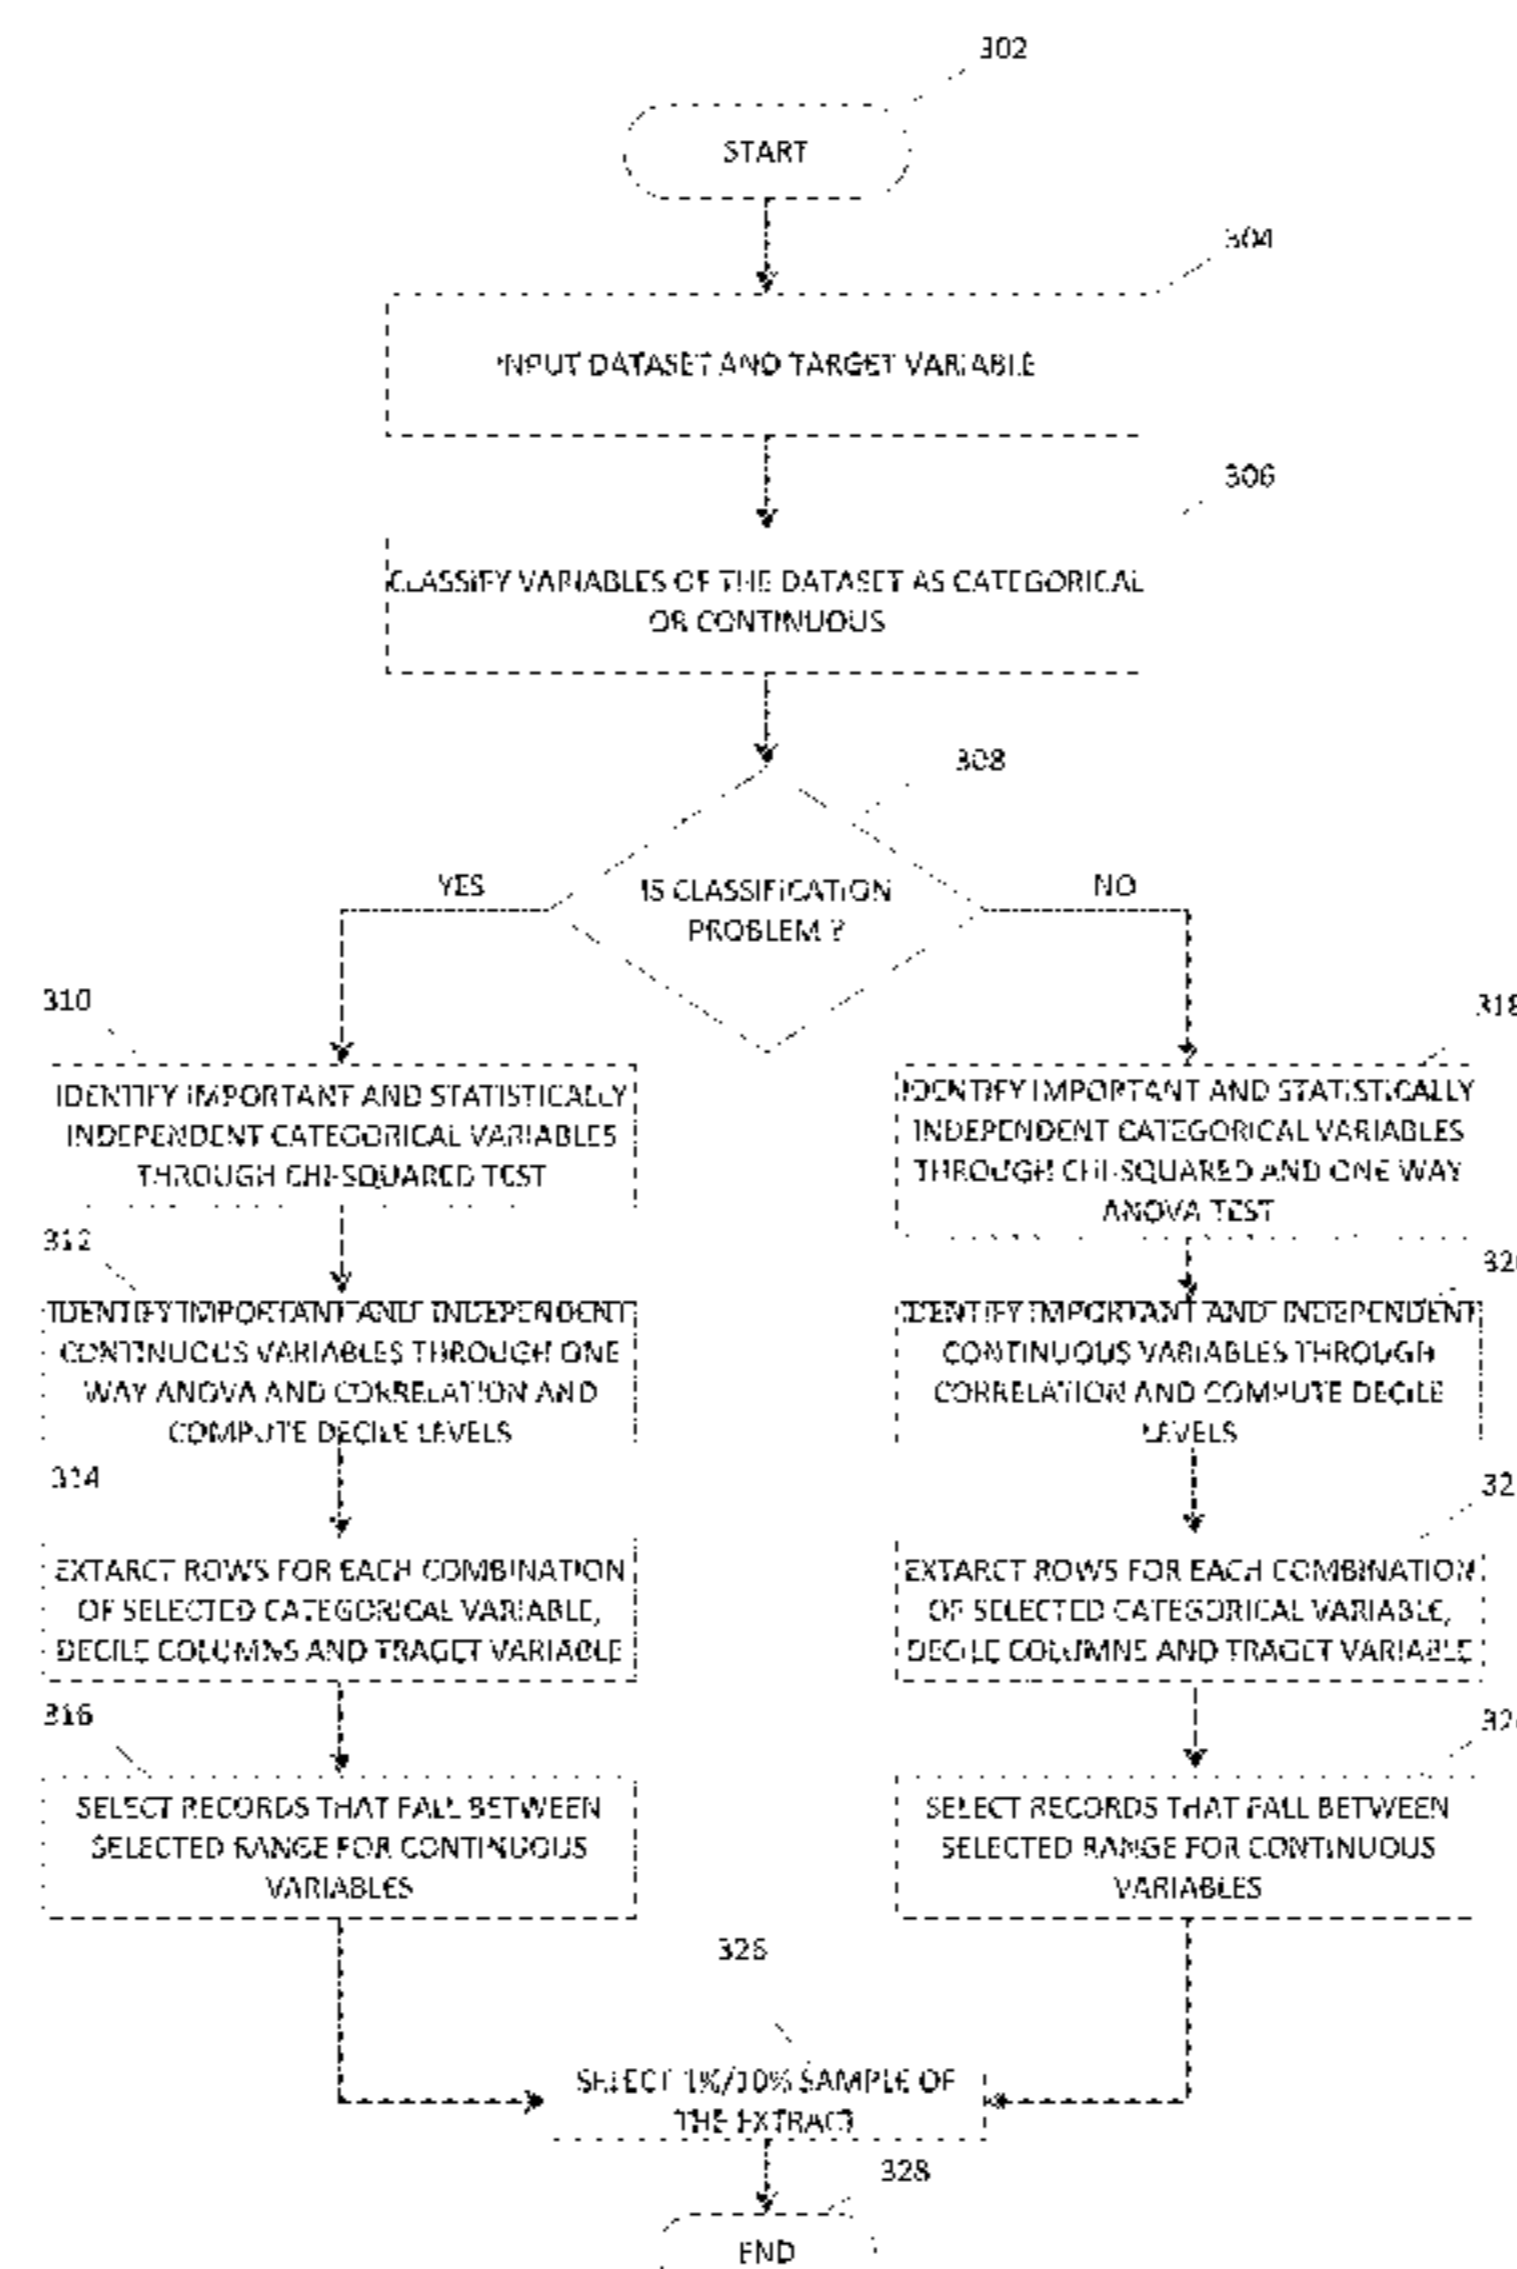 302
START
304
INPUT DATASET AND TARGET VARIABLE
306
CLASSIFY VARIABLES OF THE DATASET AS CATEGORICAL
OR CONTINUOUS
308
IS CLASSIFICATION
PROBLEM ?
YES
NO
310
IDENTIFY IMPORTANT AND STATISTICALLY
INDEPENDENT CATEGORICAL VARIABLES
THROUGH CHI-SQUARED TEST
318
IDENTIFY IMPORTANT AND STATISTICALLY
INDEPENDENT CATEGORICAL VARIABLES
THROUGH CHI-SQUARED AND ONE WAY
ANOVA TEST
312
IDENTIFY IMPORTANT AND INDEPENDENT
CONTINUOUS VARIABLES THROUGH ONE
WAY ANOVA AND CORRELATION AND
COMPUTE DECILE LEVELS
IDENTIFY IMPORTANT AND INDEPENDENT
CONTINUOUS VARIABLES THROUGH
CORRELATION AND COMPUTE DECILE
LEVELS
314
EXTARCT ROWS FOR EACH COMBINATION
OF SELECTED CATEGORICAL VARIABLE,
DECILE COLUMNS AND TRAGET VARIABLE
EXTARCT ROWS FOR EACH COMBINATION
OF SELECTED CATEGORICAL VARIABLE,
DECILE COLUMNS AND TRAGET VARIABLE
316
SELECT RECORDS THAT FALL BETWEEN
SELECTED RANGE FOR CONTINUOUS
VARIABLES
SELECT RECORDS THAT FALL BETWEEN
SELECTED RANGE FOR CONTINUOUS
VARIABLES
326
SELECT 1%/10% SAMPLE OF
THE EXTRACT
328
END